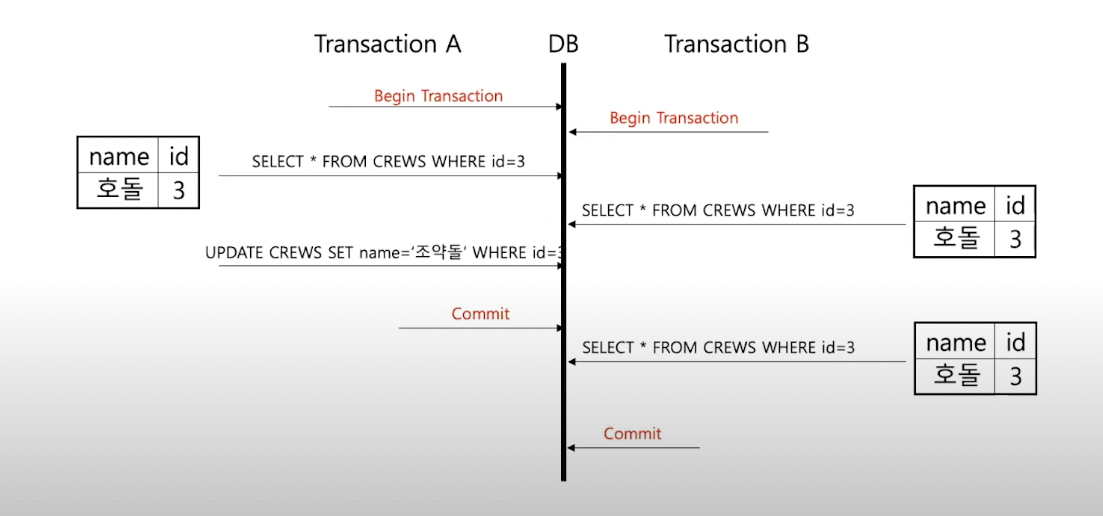 Transaction A DB Transaction B
Begin Transaction
Begin Transaction
name id
호돌 3
SELECT * FROM CREWS WHERE id=3
SELECT * FROM CREWS WHERE id=3
name id
호돌 3
UPDATE CREWS SET name=‘조약돌’ WHERE id=3
Commit
SELECT * FROM CREWS WHERE id=3
name id
호돌 3
Commit